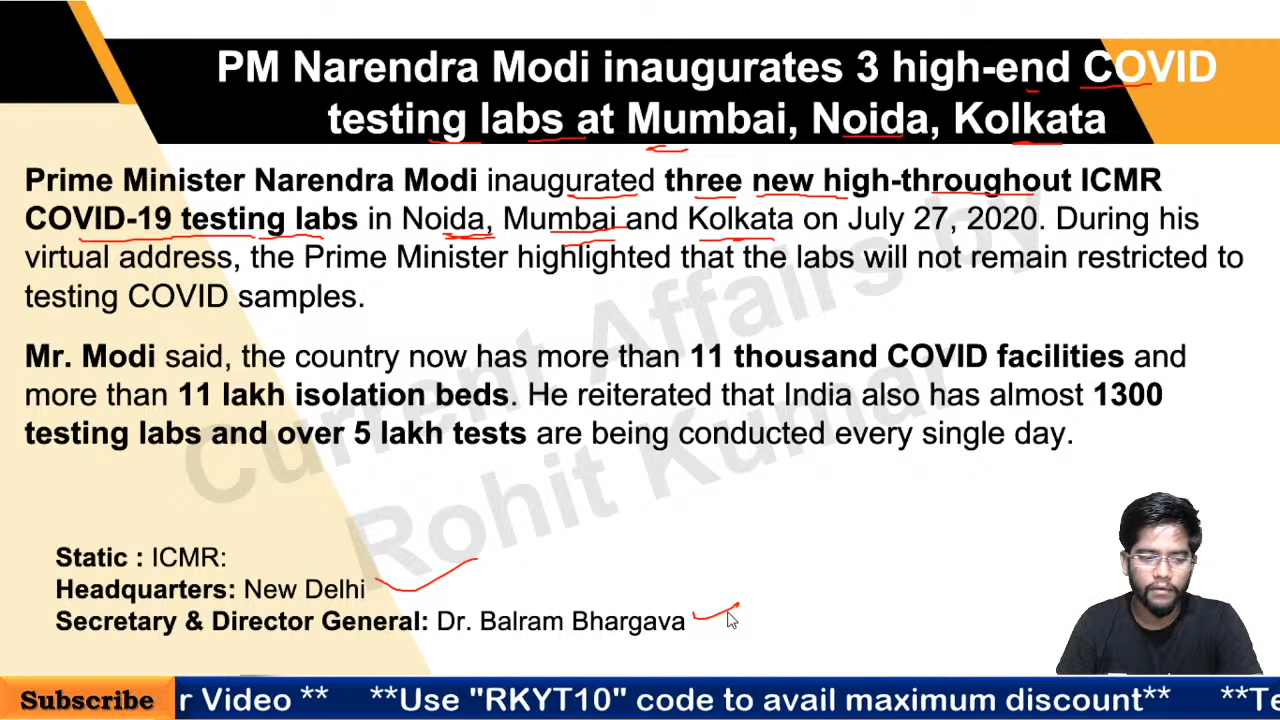 PM Narendra Modi inaugurates 3 high-end COVID
testing labs at Mumbai, Noida, Kolkata
Prime Minister Narendra Modi inaugurated three new high-throughout ICMR
COVID-19 testing labs in Noida, Mumbai and Kolkata on July 27, 2020. During his
virtual address, the Prime Minister highlighted that the labs will not remain restricted to
testing COVID samples.
Mr. Modi said, the country now has more than 11 thousand COVID facilities and
more than 11 lakh isolation beds. He reiterated that India also has almost 1300
testing labs and over 5 lakh tests are being conducted every single day.
Current Affairs by
Rohit Kumar
Static : ICMR:
Headquarters: New Delhi
Secretary & Director General: Dr. Balram Bhargava
Subscribe r Video ** **Use "RKYT10" code to avail maximum discount** **Te